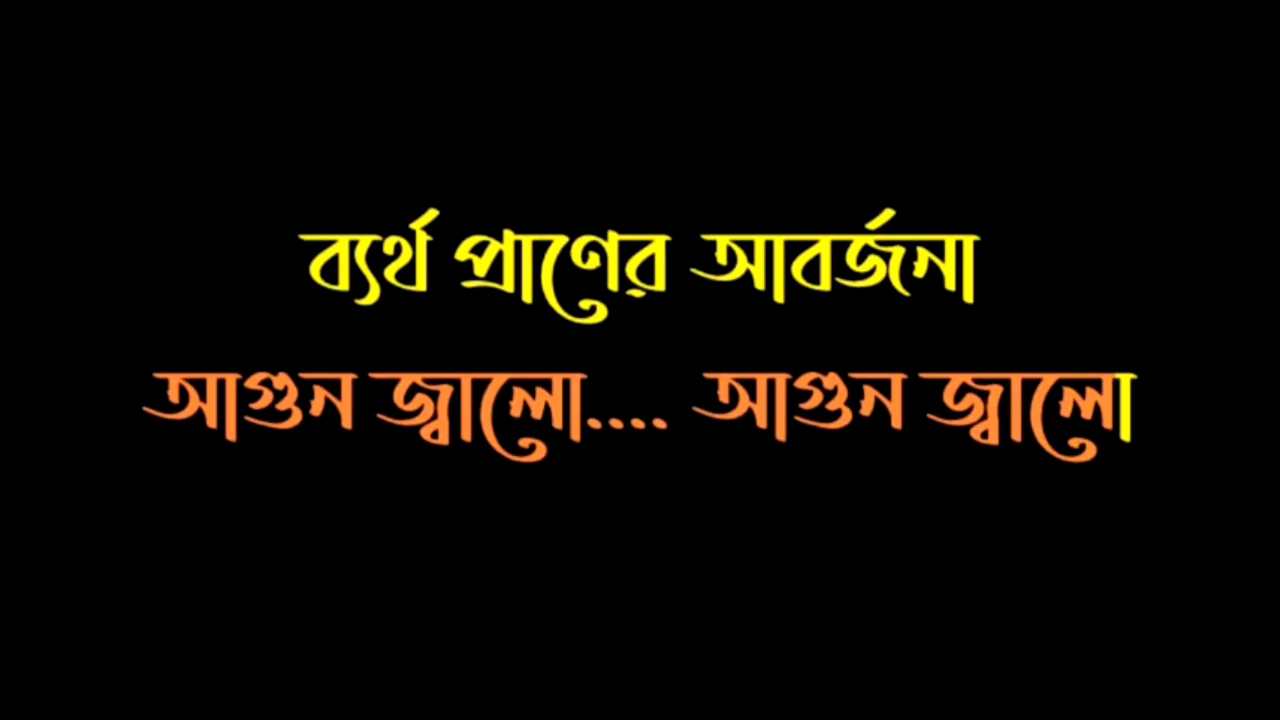 ব্যর্থ প্রাণের আবর্জনা
আগুন জ্বালো.... আগুন জ্বালো